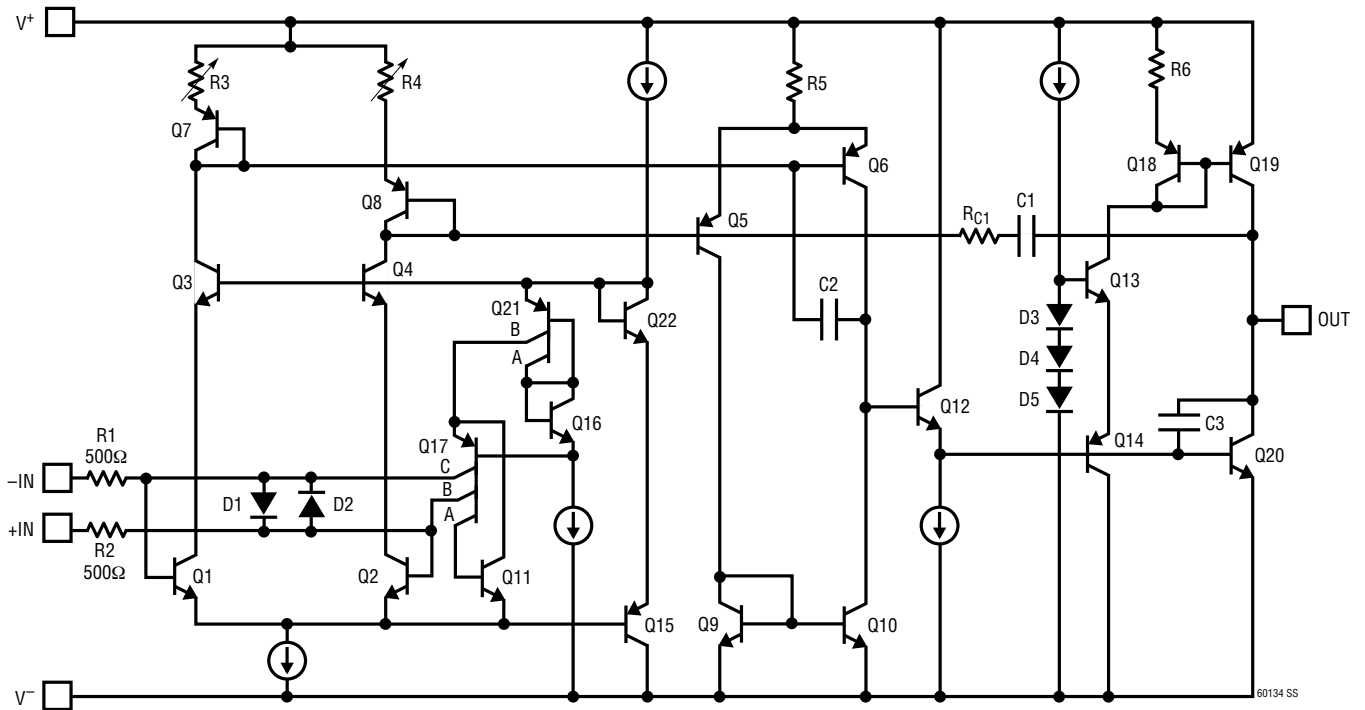 V+
R3
R4
R5
R6
Q7
Q6
Q18
Q19
Q8
Q5
RC1
C1
Q3
Q4
Q13
Q21
B
A
Q22
C2
D3
D4
D5
OUT
Q16
Q12
R1
500Ω
Q17
C
B
A
Q14
C3
Q20
–IN
D1
D2
+IN
R2
500Ω
Q1
Q2
Q11
Q15
Q9
Q10
V–
60134 SS